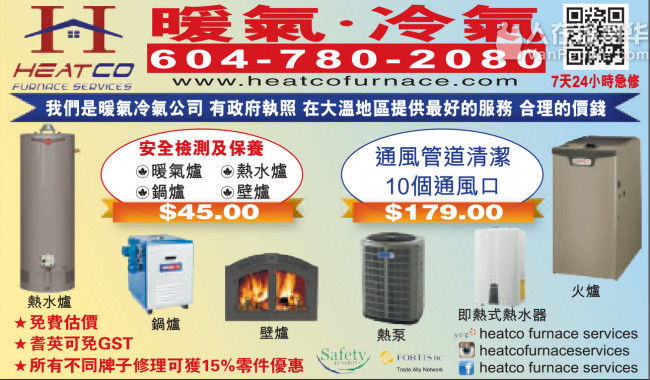 HEATCO
FURNACE SERVICES
暖氣·冷氣
604-780-2080
www.heatcofurnace.com
人在溫哥华
7天24小時急修
我們是暖氣冷氣公司 有政府執照 在大溫地區提供最好的服務 合理的價錢
安全檢測及保養
暖氣爐 熱水爐
鍋爐 壁爐
$45.00
通風管道清潔
10個通風口
$179.00
熱水爐
鍋爐
壁爐
熱泵
即熱式熱水器
火爐
★免費估價
★耆英可免GST
★所有不同牌子修理可獲15%零件優惠
Safety
FORTIS BC
Trade Ally Network
yelp heatco furnace services
heatcofurnaceservices
heatco furnace services